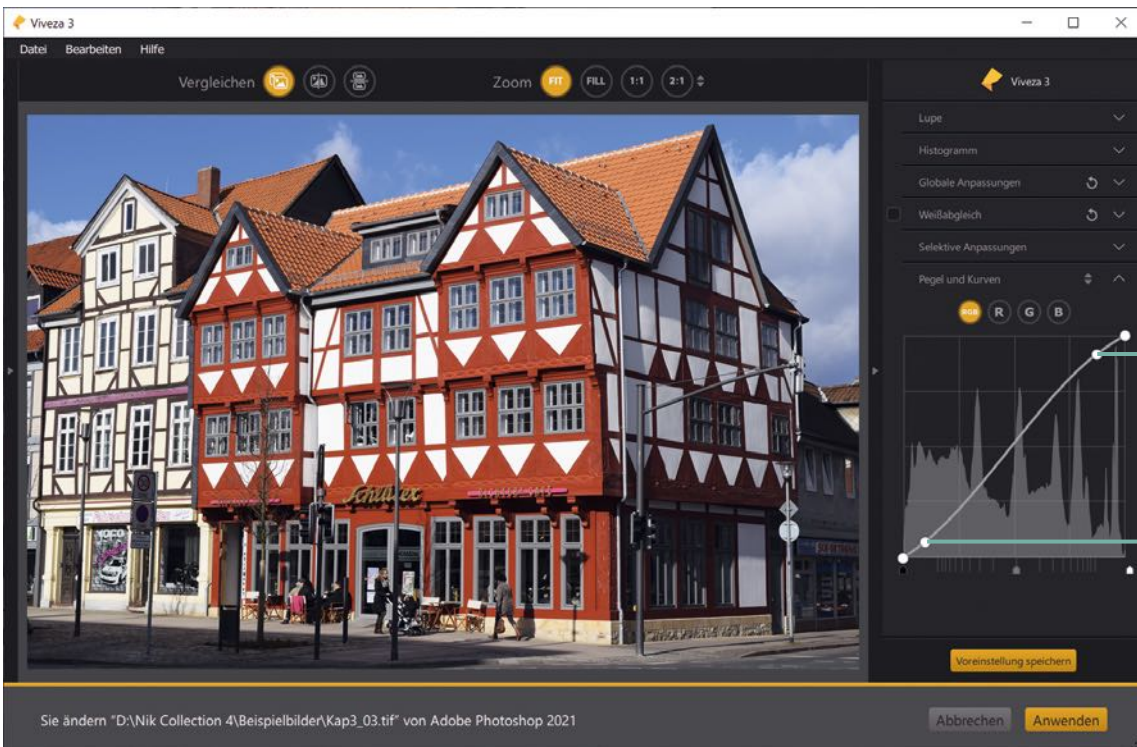 Viveza 3
Datei Bearbeiten Hilfe
Vergleichen Zoom FIT FILL 1:1 2:1
Viveza 3
Lupe
Histogramm
Globale Anpassungen
Weißabgleich
Selektive Anpassungen
Pegel und Kurven
RGB R G B
Schiller
Voreinstellung speichern
Sie ändern "D:\Nik Collection 4\Beispielbilder\Kap3_03.tif" von Adobe Photoshop 2021
Abbrechen Anwenden